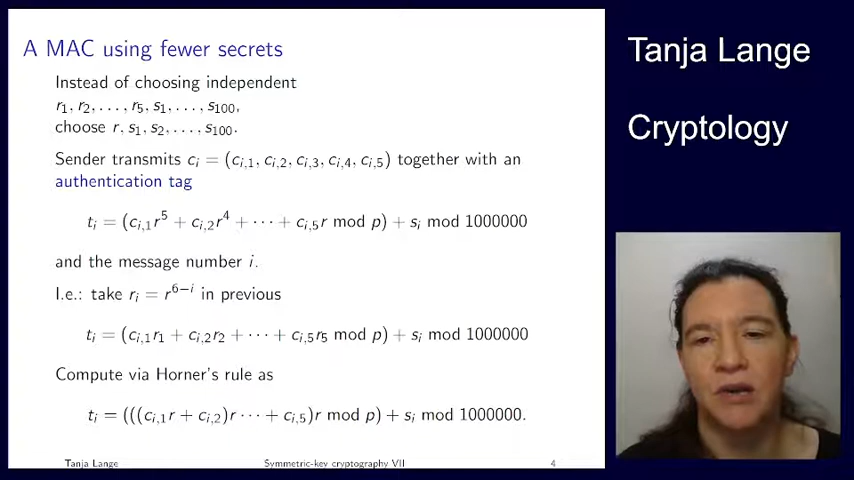 A MAC using fewer secrets
Instead of choosing independent
r₁, r₂, . . . , r₅, s₁, . . . , s₁₀₀,
choose r, s₁, s₂, . . . , s₁₀₀.
Sender transmits cᵢ = (cᵢ,₁, cᵢ,₂, cᵢ,₃, cᵢ,₄, cᵢ,₅) together with an
authentication tag
tᵢ = (cᵢ,₁r⁵ + cᵢ,₂r⁴ + · · · + cᵢ,₅r mod p) + sᵢ mod 1000000
and the message number i.
I.e.: take rᵢ = r⁶⁻ⁱ in previous
tᵢ = (cᵢ,₁r₁ + cᵢ,₂r₂ + · · · + cᵢ,₅r₅ mod p) + sᵢ mod 1000000
Compute via Horner's rule as
tᵢ = (((cᵢ,₁r + cᵢ,₂)r · · · + cᵢ,₅)r mod p) + sᵢ mod 1000000.
Tanja Lange Symmetric-key cryptography VII 4
Tanja Lange
Cryptology